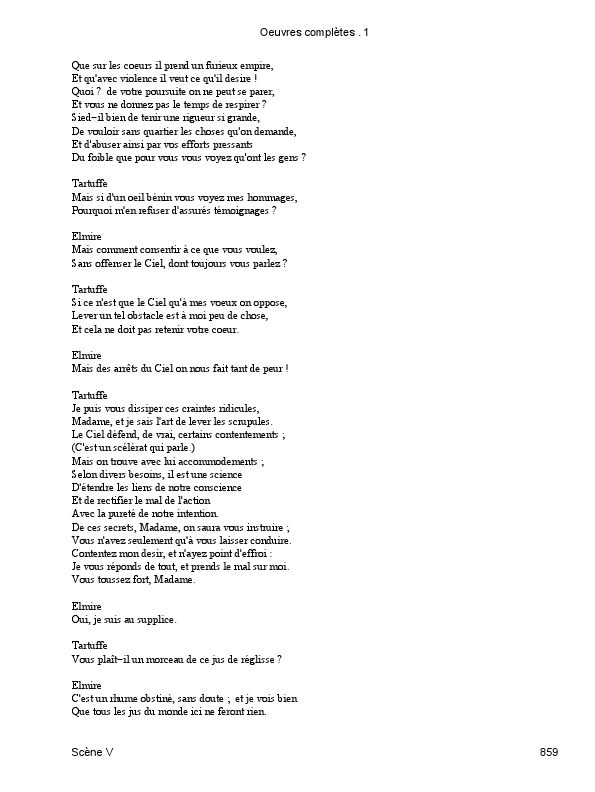 Oeuvres complètes . 1
Que sur les coeurs il prend un furieux empire,
Et qu'avec violence il veut ce qu'il desire !
Quoi ? de votre poursuite on ne peut se parer,
Et vous ne donnez pas le temps de respirer ?
Sied-il bien de tenir une rigueur si grande,
De vouloir sans quartier les choses qu'on demande,
Et d'abuser ainsi par vos efforts pressants
Du foible que pour vous vous voyez qu'ont les gens ?
Tartuffe
Mais si d'un oeil bénin vous voyez mes hommages,
Pourquoi m'en refuser d'assurés témoignages ?
Elmire
Mais comment consentir à ce que vous voulez,
Sans offenser le Ciel, dont toujours vous parlez ?
Tartuffe
Si ce n'est que le Ciel qu'à mes voeux on oppose,
Lever un tel obstacle est à moi peu de chose,
Et cela ne doit pas retenir votre coeur.
Elmire
Mais des arrêts du Ciel on nous fait tant de peur !
Tartuffe
Je puis vous dissiper ces craintes ridicules,
Madame, et je sais l'art de lever les scrupules.
Le Ciel défend, de vrai, certains contentements ;
(C'est un scélérat qui parle.)
Mais on trouve avec lui accommodements ;
Selon divers besoins, il est une science
D'étendre les liens de notre conscience
Et de rectifier le mal de l'action
Avec la pureté de notre intention.
De ces secrets, Madame, on saura vous instruire ;
Vous n'avez seulement qu'à vous laisser conduire.
Contentez mon desir, et n'ayez point d'effroi :
Je vous réponds de tout, et prends le mal sur moi.
Vous toussez fort, Madame.
Elmire
Oui, je suis au supplice.
Tartuffe
Vous plaît-il un morceau de ce jus de réglisse ?
Elmire
C'est un rhume obstiné, sans doute ; et je vois bien
Que tous les jus du monde ici ne feront rien.
Scène V 859